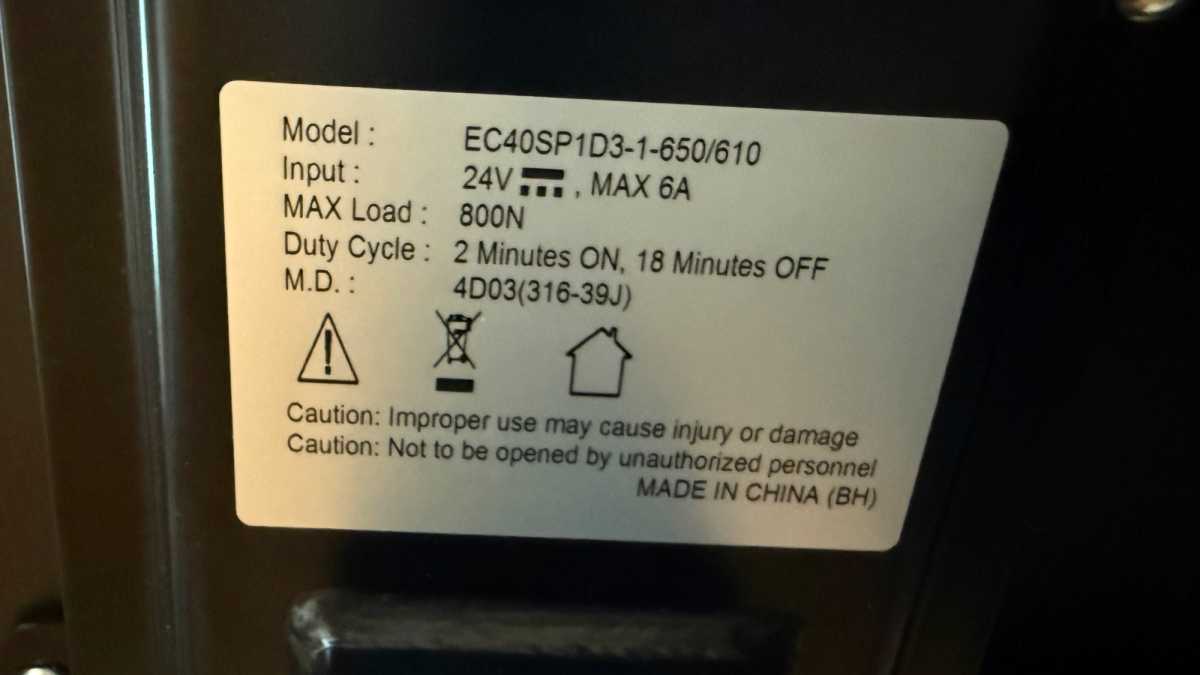 Model : EC40SP1D3-1-650/610
Input : 24V ⎓ , MAX 6A
MAX Load : 800N
Duty Cycle : 2 Minutes ON, 18 Minutes OFF
M.D. : 4D03(316-39J)
Caution: Improper use may cause injury or damage
Caution: Not to be opened by unauthorized personnel
MADE IN CHINA (BH)